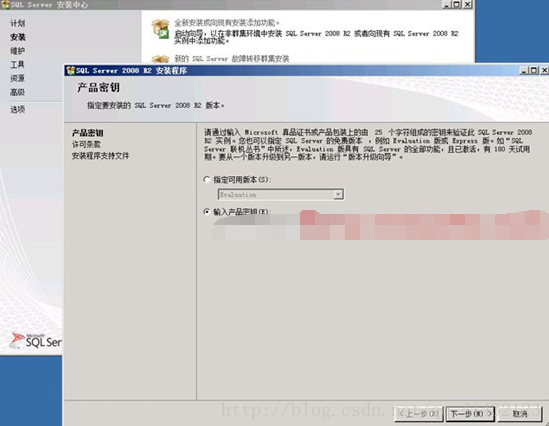 SQL Server 安装中心
计划
安装
维护
工具
资源
高级
选项
全新安装或向现有安装添加功能。
启动向导，以在非群集环境中安装 SQL Server 2008 R2 或者向现有 SQL Server 2008 R2
实例中添加功能。
新的 SQL Server 故障转移群集安装
SQL Server 2008 R2 安装程序
产品密钥
指定要安装的 SQL Server 2008 R2 版本。
产品密钥
许可条款
安装程序支持文件
请通过输入 Microsoft 真品证书或产品包装上的由 25 个字符组成的密钥来验证此 SQL Server 2008
R2 实例。您也可以指定 SQL Server 的免费版本，例如 Evaluation 版或 Express 版。如“SQL
Server 联机丛书”中所述，Evaluation 版具有 SQL Server 的全部功能，且已激活，有 180 天试用
期。要从一个版本升级到另一版本，请运行“版本升级向导”。
指定可用版本(S):
Evaluation
输入产品密钥(E):
Microsoft
SQL Ser
http://blog.csdn.
< 上一步(B)
下一步(N) >
取消